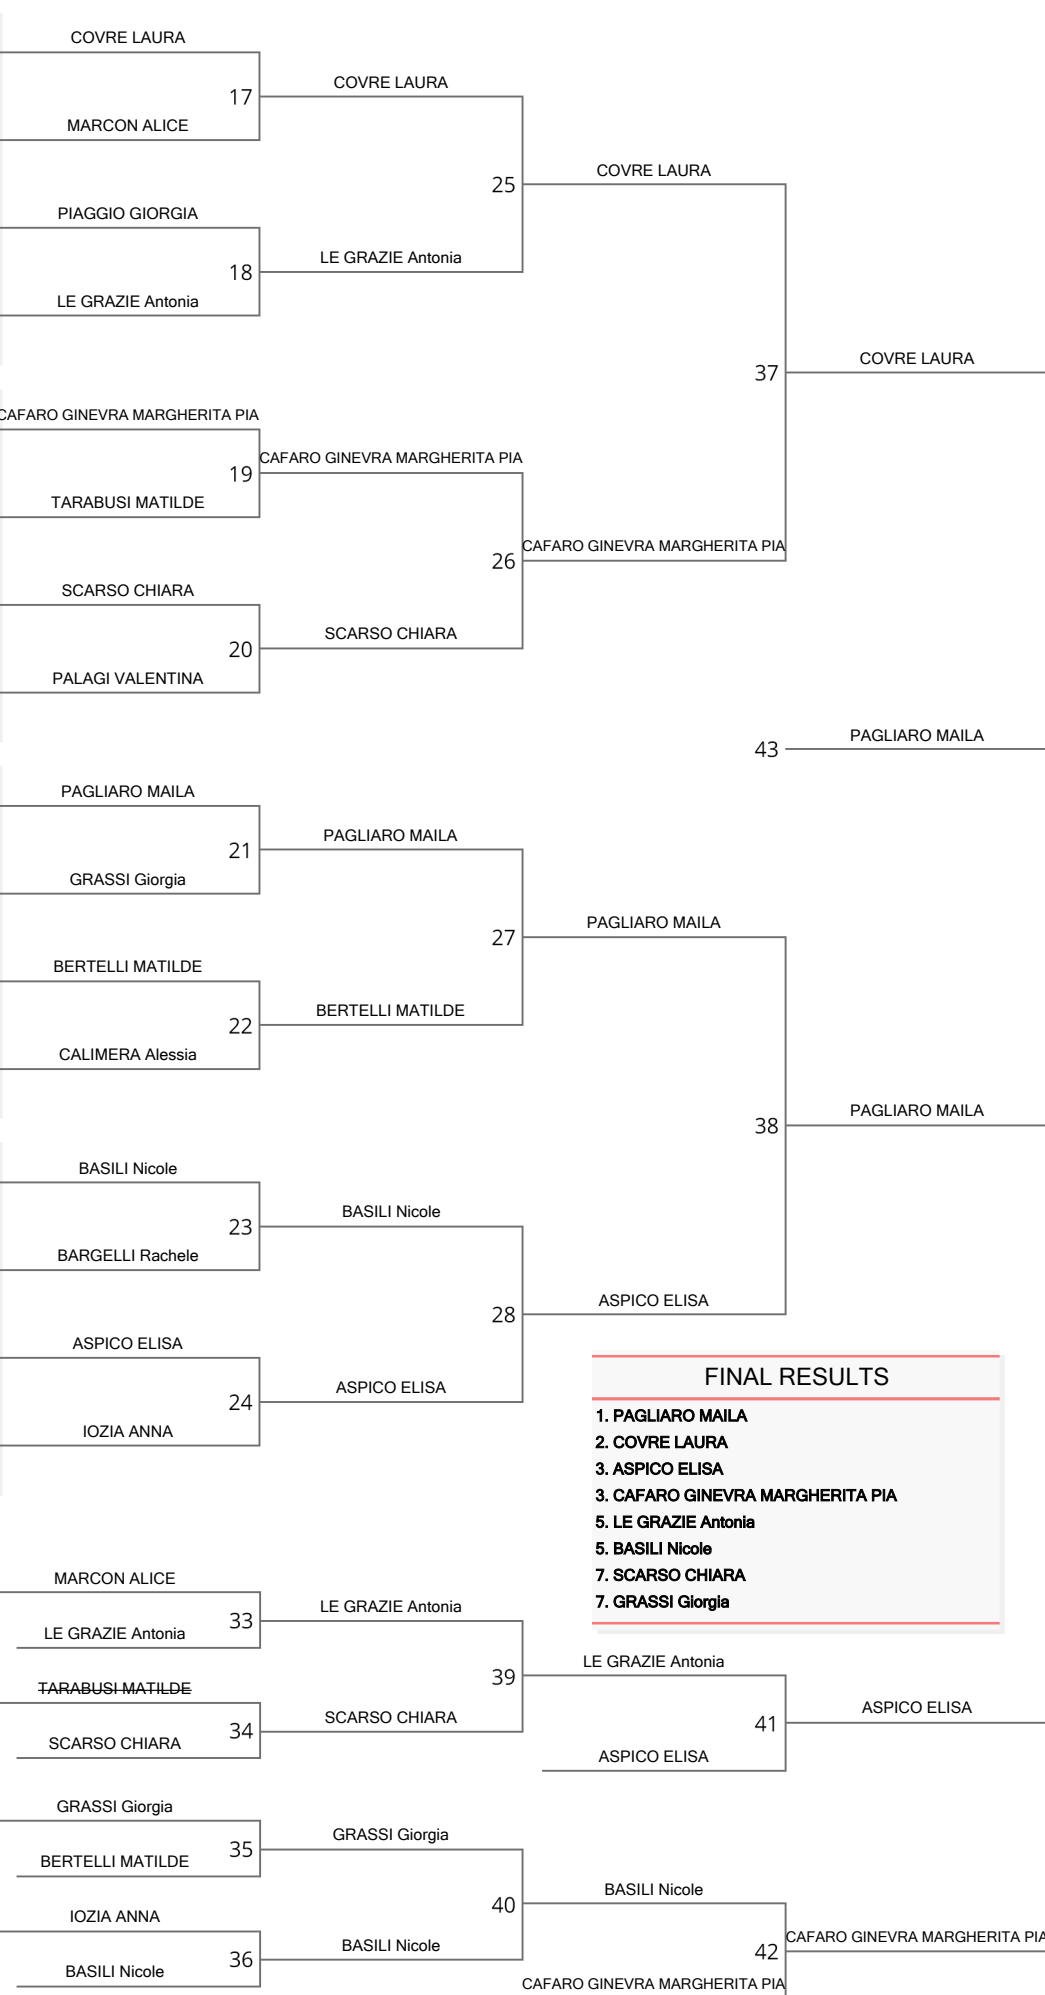 COVRE LAURA
17
MARCON ALICE
COVRE LAURA
PIAGGIO GIORGIA
18
LE GRAZIE Antonia
LE GRAZIE Antonia
25
COVRE LAURA
CAFARO GINEVRA MARGHERITA PIA
19
TARABUSI MATILDE
CAFARO GINEVRA MARGHERITA PIA
SCARSO CHIARA
20
PALAGI VALENTINA
SCARSO CHIARA
26
CAFARO GINEVRA MARGHERITA PIA
37
COVRE LAURA
43
PAGLIARO MAILA
PAGLIARO MAILA
21
GRASSI Giorgia
PAGLIARO MAILA
BERTELLI MATILDE
22
CALIMERA Alessia
BERTELLI MATILDE
27
PAGLIARO MAILA
BASILI Nicole
23
BARGELLI Rachele
BASILI Nicole
ASPICO ELISA
24
IOZIA ANNA
ASPICO ELISA
28
ASPICO ELISA
38
PAGLIARO MAILA
FINAL RESULTS
1. PAGLIARO MAILA
2. COVRE LAURA
3. ASPICO ELISA
3. CAFARO GINEVRA MARGHERITA PIA
5. LE GRAZIE Antonia
5. BASILI Nicole
7. SCARSO CHIARA
7. GRASSI Giorgia
MARCON ALICE
33
LE GRAZIE Antonia
LE GRAZIE Antonia
TARABUSI MATILDE
34
SCARSO CHIARA
SCARSO CHIARA
39
LE GRAZIE Antonia
41
ASPICO ELISA
ASPICO ELISA
GRASSI Giorgia
35
BERTELLI MATILDE
GRASSI Giorgia
IOZIA ANNA
36
BASILI Nicole
BASILI Nicole
40
BASILI Nicole
42
CAFARO GINEVRA MARGHERITA PIA
CAFARO GINEVRA MARGHERITA PIA